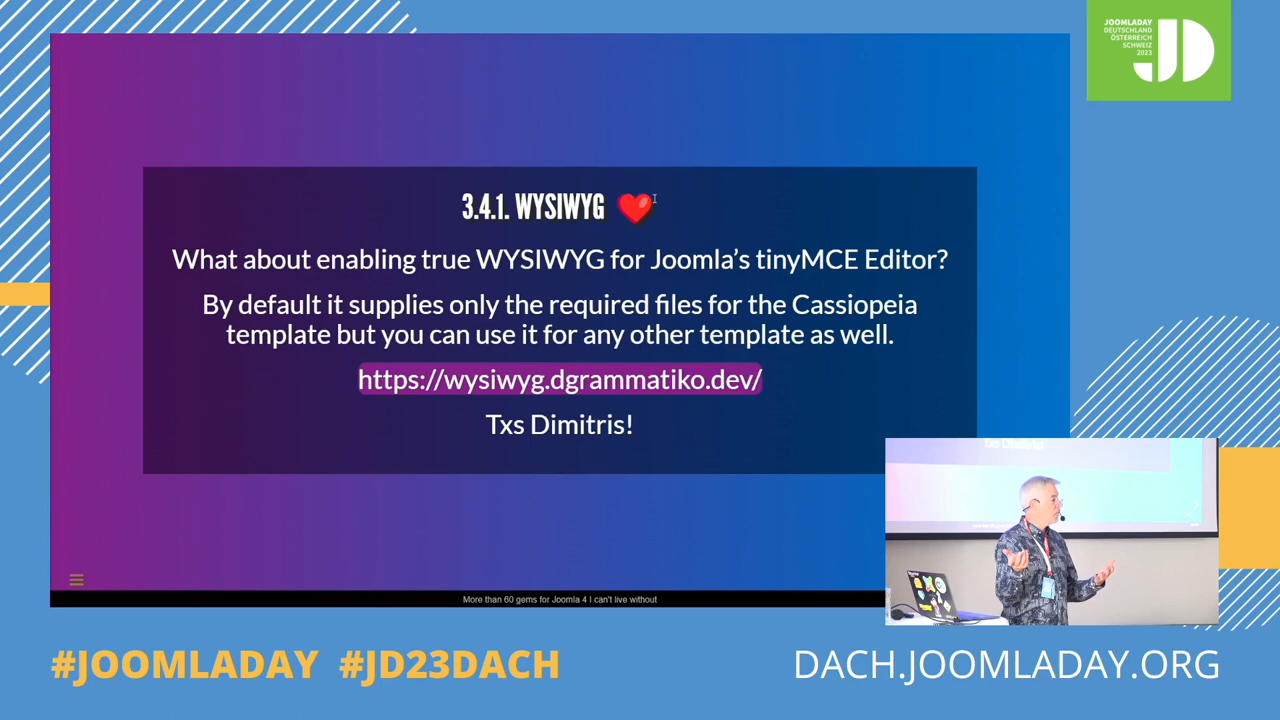 JOOMLADAY
DEUTSCHLAND
ÖSTERREICH
SCHWEIZ
2023
JD
3.4.1. WYSIWYG
What about enabling true WYSIWYG for Joomla’s tinyMCE Editor?
By default it supplies only the required files for the Cassiopeia
template but you can use it for any other template as well.
https://wysiwyg.dgrammatiko.dev/
Txs Dimitris!
Txs Dimitris!
More than 60 gems for Joomla 4 I can't live without
#JOOMLADAY #JD23DACH
DACH.JOOMLADAY.ORG